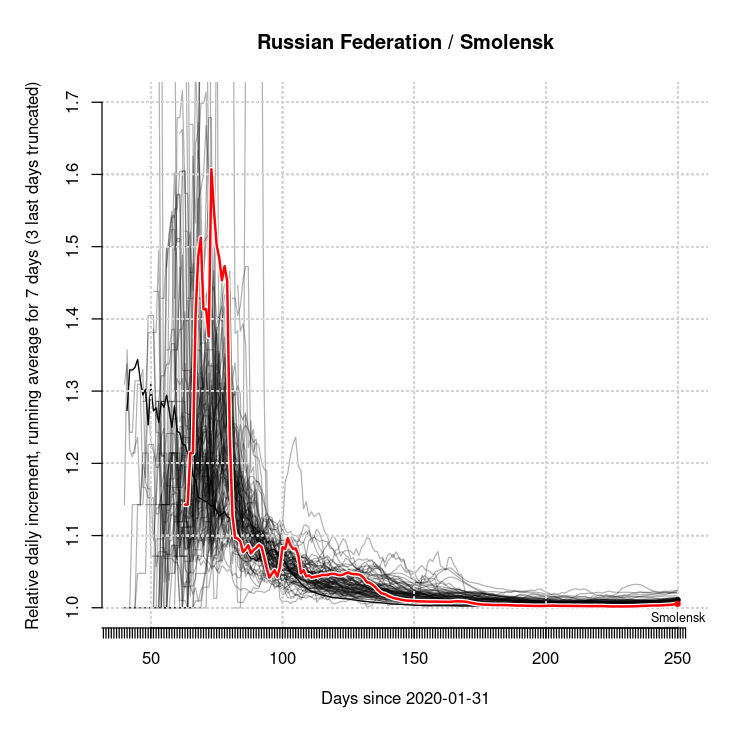 Russian Federation / Smolensk
Relative daily increment, running average for 7 days (3 last days truncated)
1.7
1.6
1.5
1.4
1.3
1.2
1.1
1.0
Smolensk
50 100 150 200 250
Days since 2020-01-31